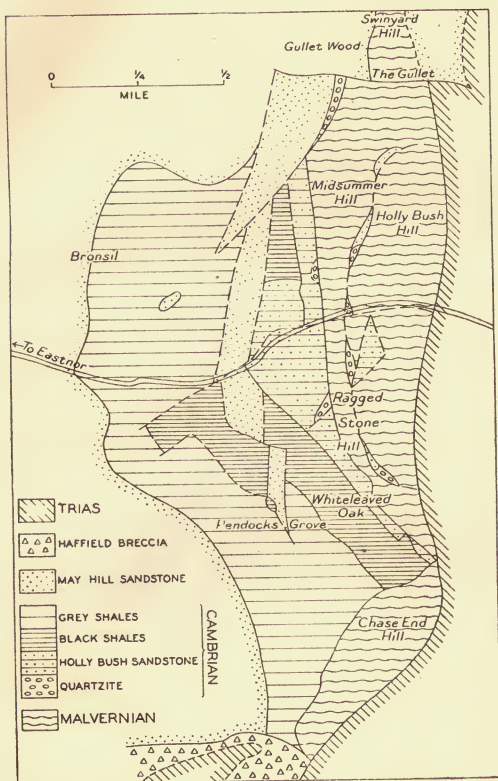 Swinyard
Hill
Gullet Wood
The Gullet
0 1/4 1/2
MILE
Midsummer
Hill
Holly Bush
Hill
Bronsil
←To Eastnor
Ragged
Stone
Hill
Whiteleaved
Oak
Pendocks Grove
Chase End
Hill
TRIAS
HAFFIELD BRECCIA
MAY HILL SANDSTONE
GREY SHALES
BLACK SHALES
HOLLY BUSH SANDSTONE
QUARTZITE
CAMBRIAN
MALVERNIAN